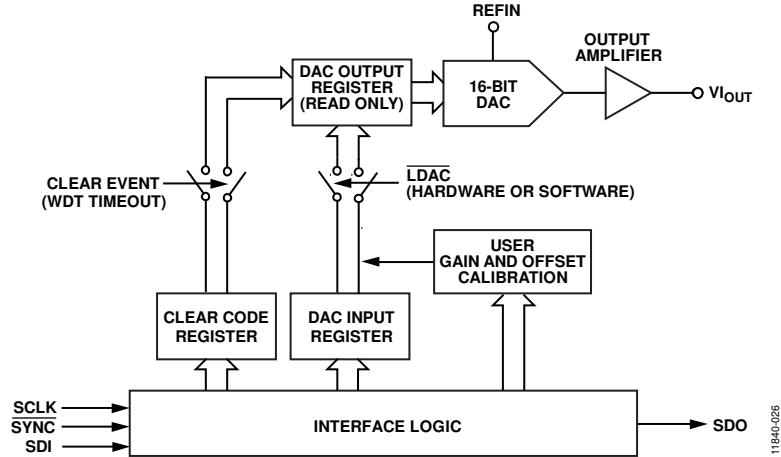 REFIN
OUTPUT
AMPLIFIER
DAC OUTPUT
REGISTER
(READ ONLY)
16-BIT
DAC
VIOUT
CLEAR EVENT
(WDT TIMEOUT)
LDAC
(HARDWARE OR SOFTWARE)
USER
GAIN AND OFFSET
CALIBRATION
CLEAR CODE
REGISTER
DAC INPUT
REGISTER
SCLK
SYNC
SDI
INTERFACE LOGIC
SDO
11840-026